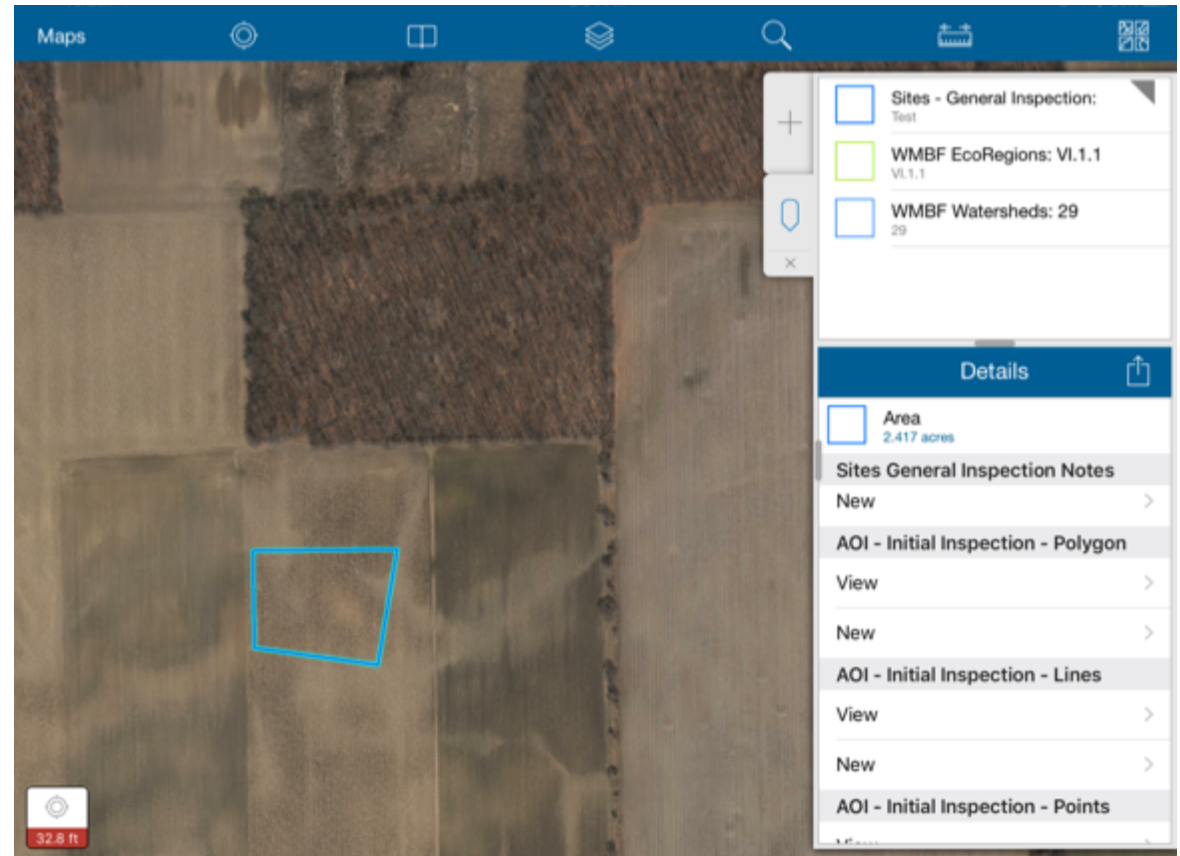 Maps
Sites - General Inspection:
Test
WMBF EcoRegions: VI.1.1
VI.1.1
WMBF Watersheds: 29
29
Details
Area
2.417 acres
Sites General Inspection Notes
New
AOI - Initial Inspection - Polygon
View
New
AOI - Initial Inspection - Lines
View
New
AOI - Initial Inspection - Points
32.8 ft